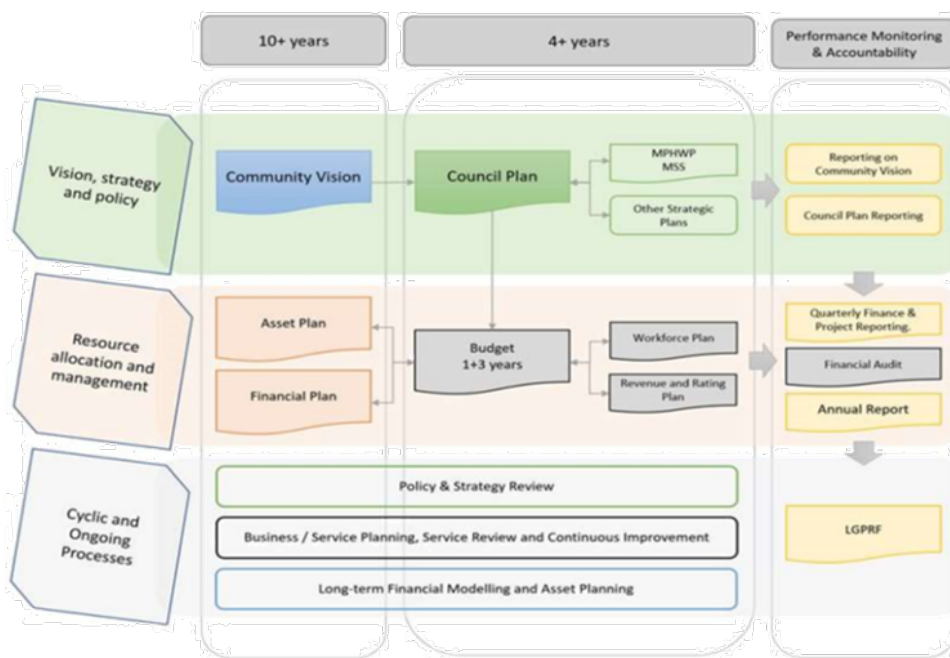 10+ years
4+ years
Performance Monitoring
& Accountability
Vision, strategy
and policy
Community Vision
Council Plan
MPHWP
MSS
Other Strategic
Plans
Reporting on
Community Vision
Council Plan Reporting
Resource
allocation and
management
Asset Plan
Financial Plan
Budget
1+3 years
Workforce Plan
Revenue and Rating
Plan
Quarterly Finance &
Project Reporting.
Financial Audit
Annual Report
Cyclic and
Ongoing
Processes
Policy & Strategy Review
Business / Service Planning, Service Review and Continuous Improvement
Long-term Financial Modelling and Asset Planning
LGPRF